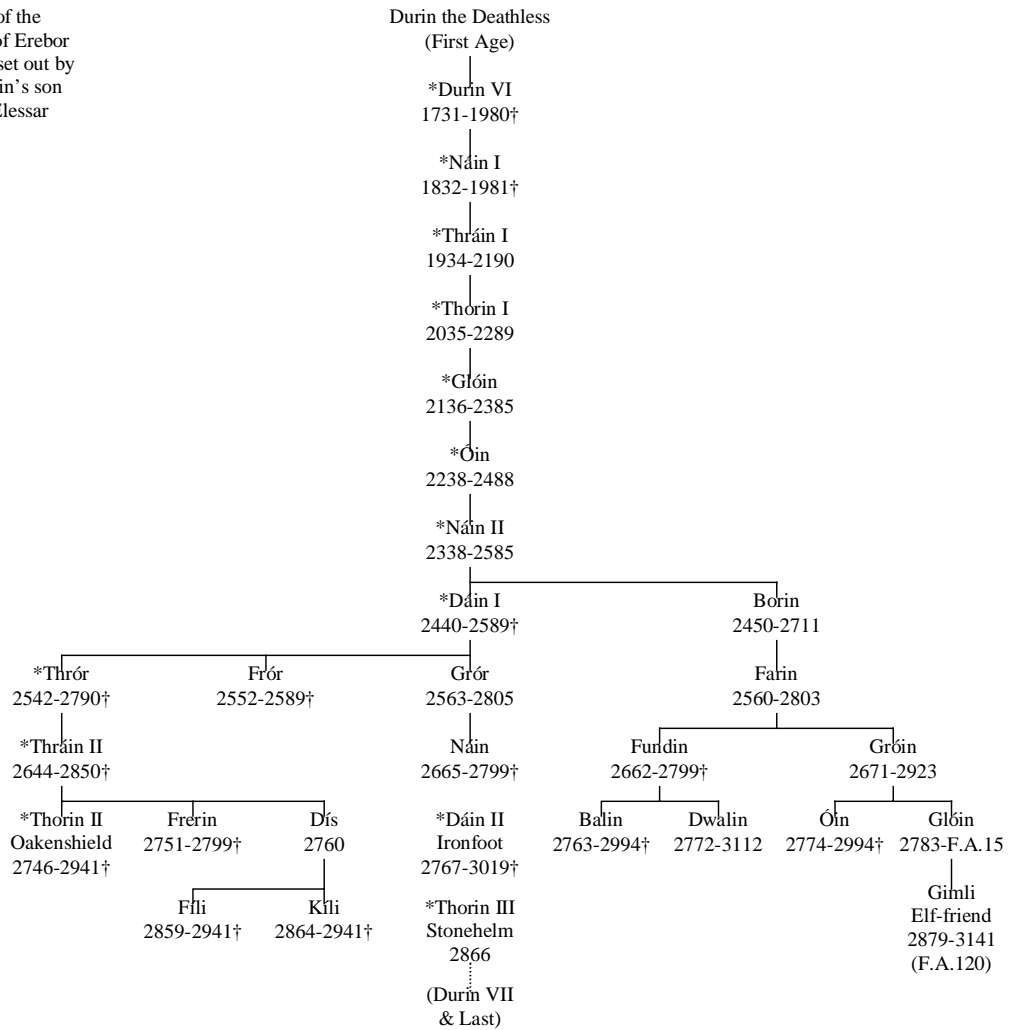 of the
of Erebor
set out by
in's son
Elessar
Durin the Deathless
(First Age)
*Durin VI
1731-1980†
*Náin I
1832-1981†
*Thráin I
1934-2190
*Thorin I
2035-2289
*Glóin
2136-2385
*Óin
2238-2488
*Náin II
2338-2585
*Dáin I
2440-2589†
Borin
2450-2711
*Thrór
2542-2790†
Frór
2552-2589†
Grór
2563-2805
Farin
2560-2803
*Thráin II
2644-2850†
Náin
2665-2799†
Fundin
2662-2799†
Gróin
2671-2923
*Thorin II
Oakenshield
2746-2941†
Frerin
2751-2799†
Dís
2760
*Dáin II
Ironfoot
2767-3019†
Balin
2763-2994†
Dwalin
2772-3112
Óin
2774-2994†
Glóin
2783-F.A.15
Fíli
2859-2941†
Kíli
2864-2941†
*Thorin III
Stonehelm
2866
Gimli
Elf-friend
2879-3141
(F.A.120)
(Durin VII
& Last)